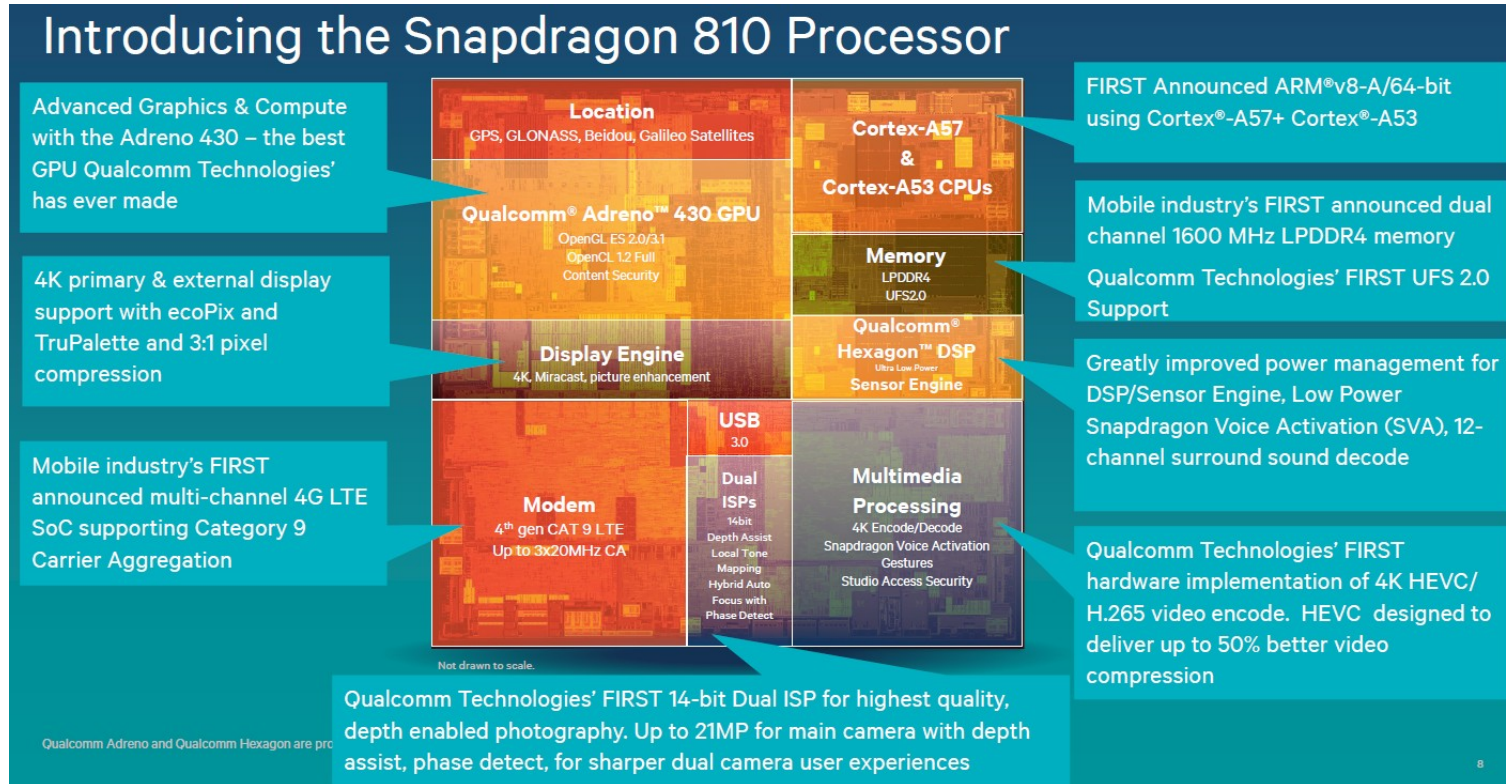 Introducing the Snapdragon 810 Processor
Advanced Graphics & Compute
with the Adreno 430 – the best
GPU Qualcomm Technologies’
has ever made
4K primary & external display
support with ecoPix and
TruPalette and 3:1 pixel
compression
Mobile industry’s FIRST
announced multi-channel 4G LTE
SoC supporting Category 9
Carrier Aggregation
Location
GPS, GLONASS, Beidou, Galileo Satellites
Qualcomm® Adreno™ 430 GPU
OpenGL ES 2.0/3.1
OpenCL 1.2 Full
Content Security
Display Engine
4K, Miracast, picture enhancement
Modem
4th gen CAT 9 LTE
Up to 3x20MHz CA
USB
3.0
Dual
ISPs
14bit
Depth Assist
Local Tone
Mapping
Hybrid Auto
Focus with
Phase Detect
Cortex-A57
&
Cortex-A53 CPUs
Memory
LPDDR4
UFS2.0
Qualcomm®
Hexagon™ DSP
Ultra Low Power
Sensor Engine
Multimedia
Processing
4K Encode/Decode
Snapdragon Voice Activation
Gestures
Studio Access Security
FIRST Announced ARM®v8-A/64-bit
using Cortex®-A57+ Cortex®-A53
Mobile industry’s FIRST announced dual
channel 1600 MHz LPDDR4 memory
Qualcomm Technologies’ FIRST UFS 2.0
Support
Greatly improved power management for
DSP/Sensor Engine, Low Power
Snapdragon Voice Activation (SVA), 12-
channel surround sound decode
Qualcomm Technologies’ FIRST
hardware implementation of 4K HEVC/
H.265 video encode. HEVC designed to
deliver up to 50% better video
compression
Not drawn to scale.
Qualcomm Technologies’ FIRST 14-bit Dual ISP for highest quality,
depth enabled photography. Up to 21MP for main camera with depth
assist, phase detect, for sharper dual camera user experiences
Qualcomm Adreno and Qualcomm Hexagon are pro
8